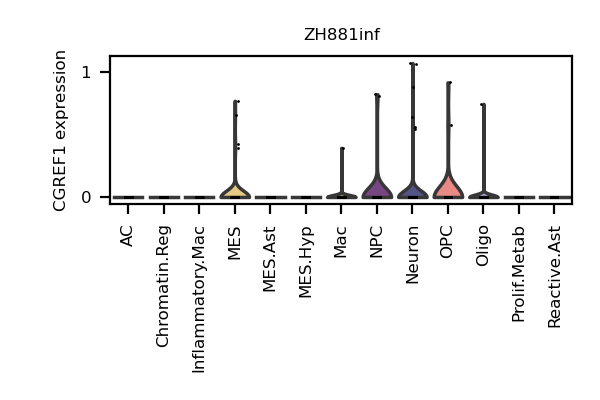 ZH881inf
CGREF1 expression
1
0
AC
Chromatin.Reg
Inflammatory.Mac
MES
MES.Ast
MES.Hyp
Mac
NPC
Neuron
OPC
Oligo
Prolif.Metab
Reactive.Ast